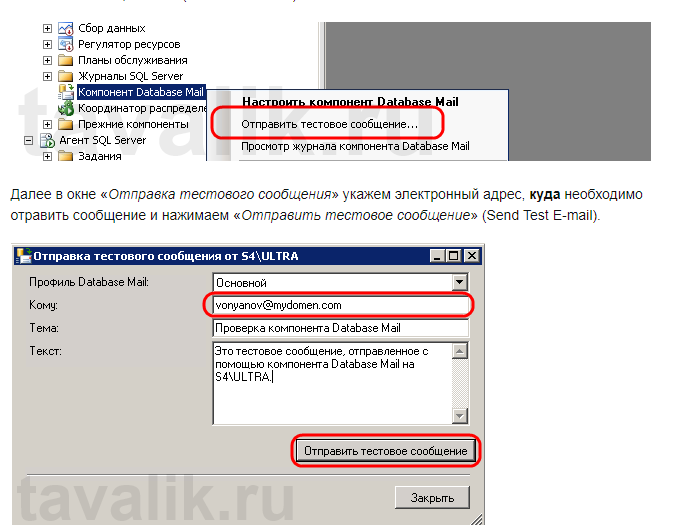 Сбор данных
Регулятор ресурсов
Планы обслуживания
Журналы SQL Server
Компонент Database Mail
Координатор распределе
Прежние компоненты
Агент SQL Server
Задания
Настроить компонент Database Mail
Отправить тестовое сообщение...
Просмотр журнала компонента Database Mail
Далее в окне «Отправка тестового сообщения» укажем электронный адрес, куда необходимо
отравить сообщение и нажимаем «Отправить тестовое сообщение» (Send Test E-mail).
Отправка тестового сообщения от S4\ULTRA
Профиль Database Mail:
Основной
Кому:
vonyanov@mydomen.com
Тема:
Проверка компонента Database Mail
Текст:
Это тестовое сообщение, отправленное с
помощью компонента Database Mail на
S4\ULTRA.
Отправить тестовое сообщение
Закрыть
tavalik.ru